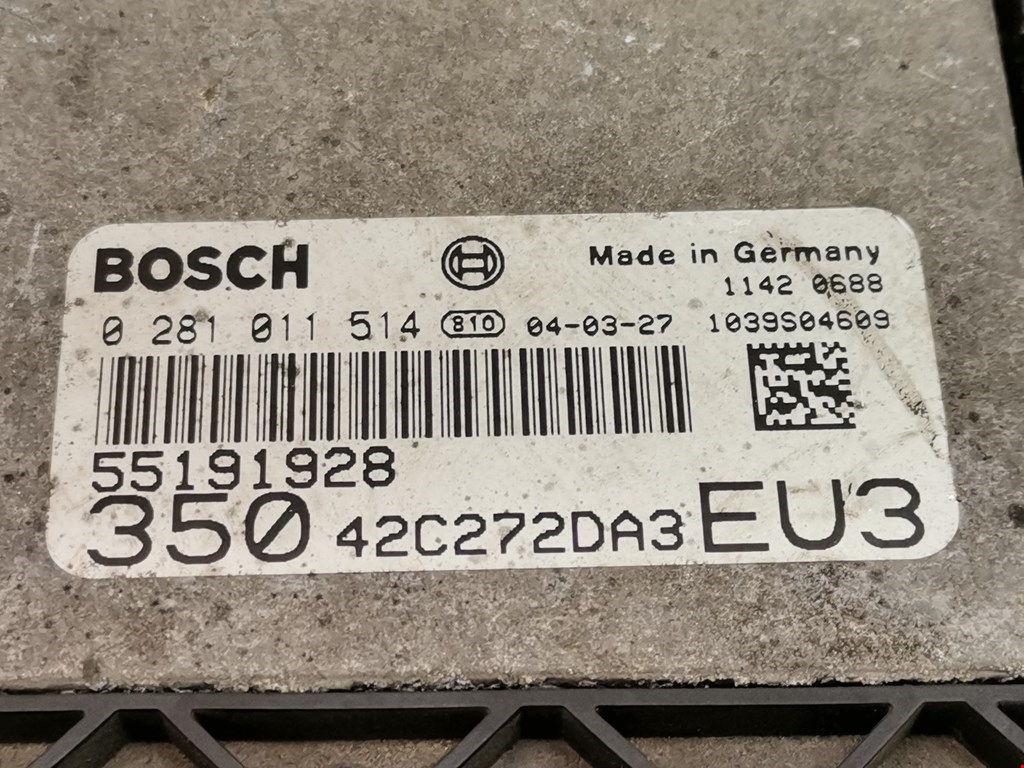 BOSCH Made in Germany
1142 0688
0 281 011 514 810 04-03-27 1039S04609
55191928
350 42C272DA3 EU3